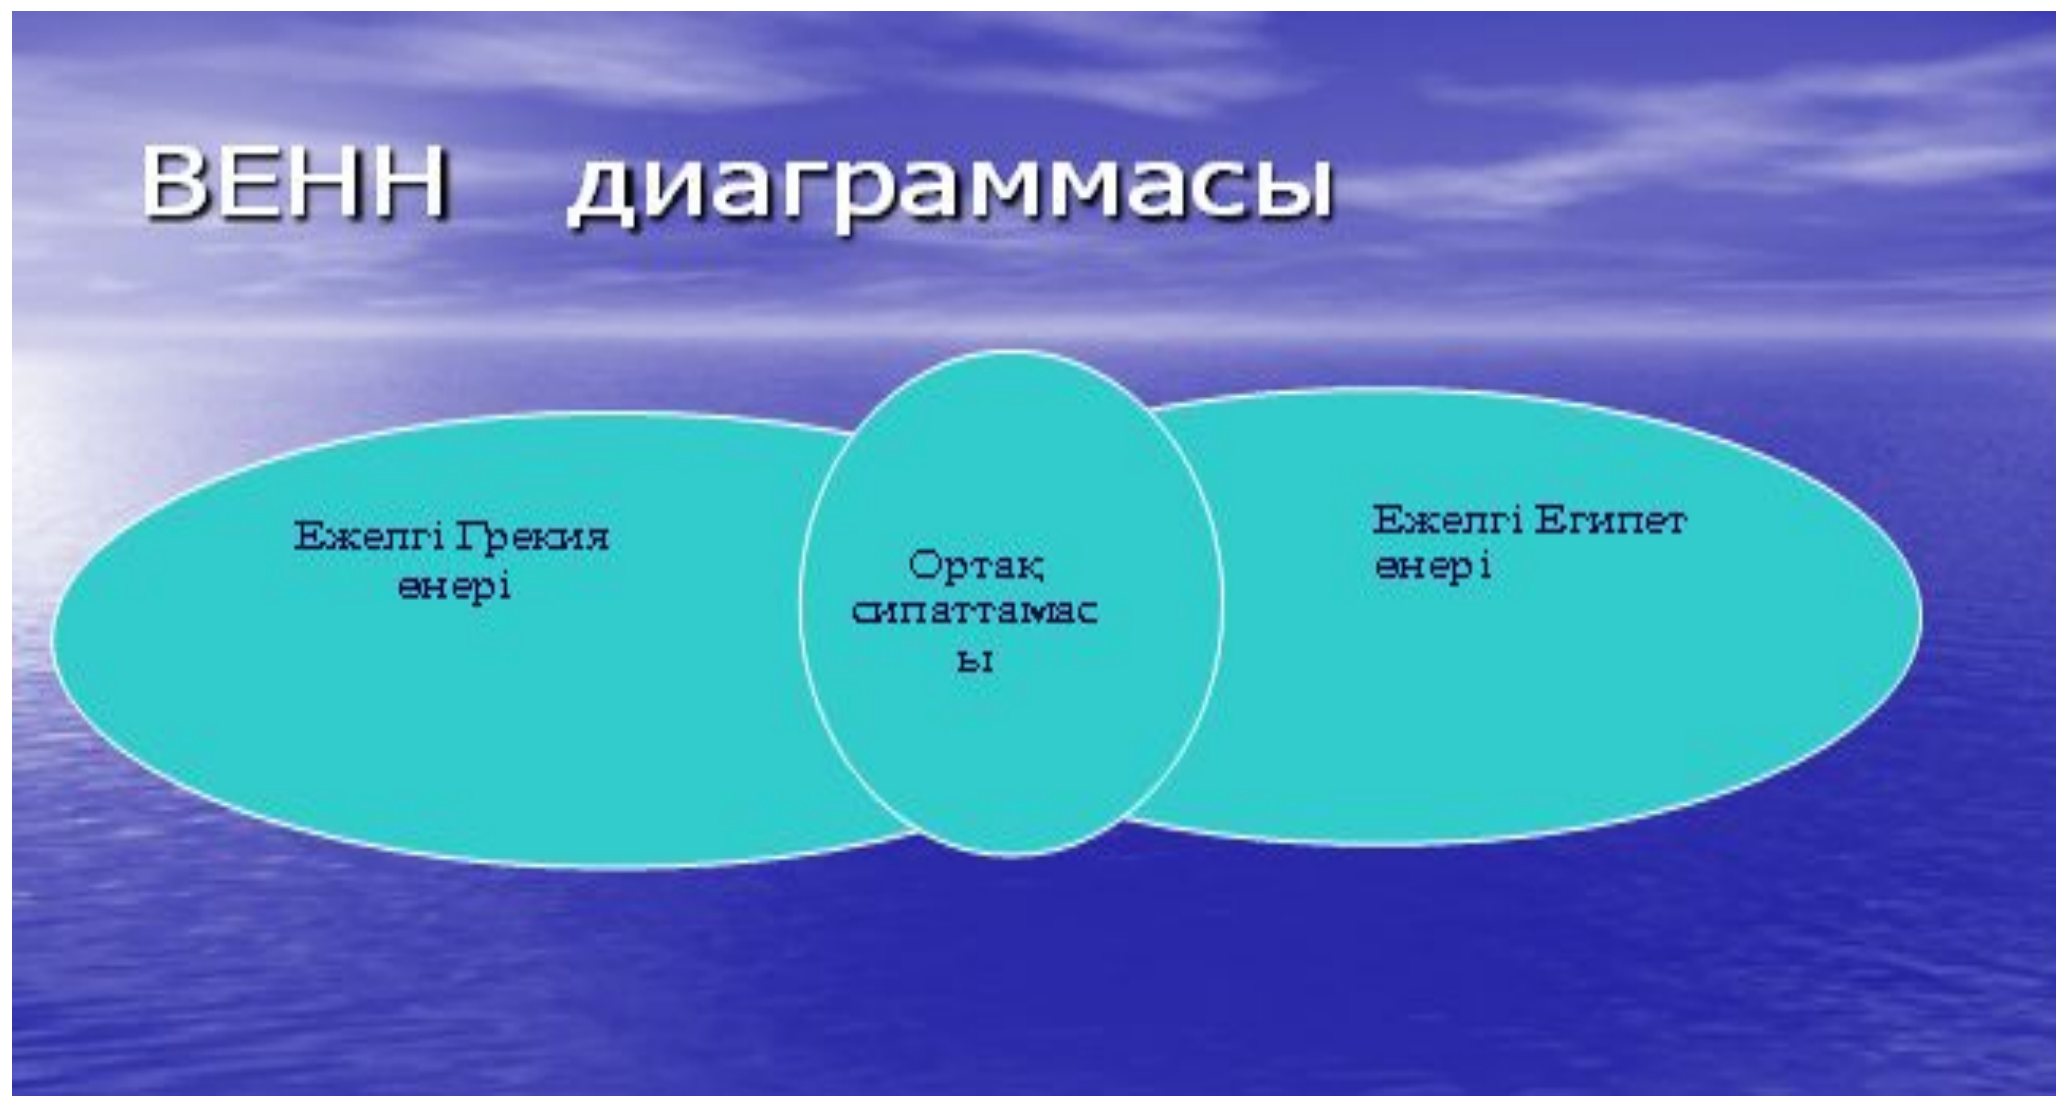 ВЕНН диаграммасы
Ежелгі Грекия
өнері
Ортақ
сипаттамас
ы
Ежелгі Египет
өнері